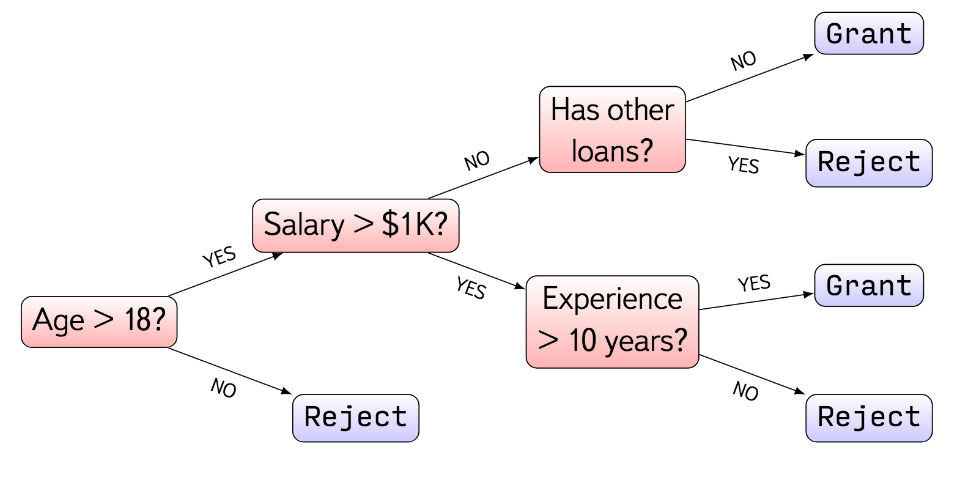 Grant
NO
Has other
loans?
YES
Reject
NO
Salary > $1K?
YES
YES
Experience
> 10 years?
YES
Grant
NO
Reject
Age > 18?
NO
Reject